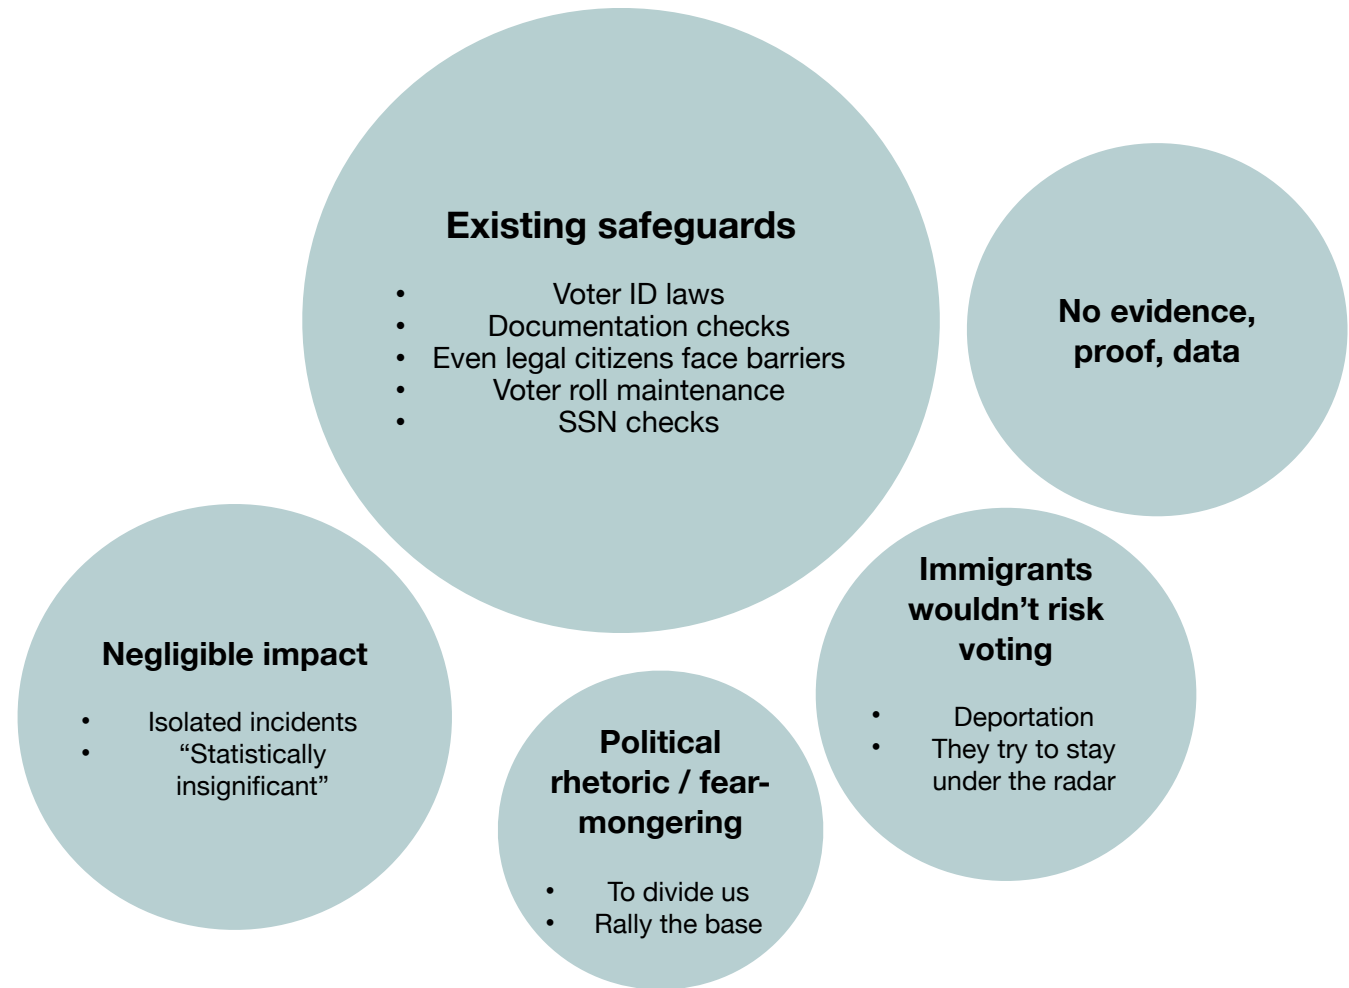 Existing safeguards
• Voter ID laws
• Documentation checks
• Even legal citizens face barriers
• Voter roll maintenance
• SSN checks
No evidence,
proof, data
Immigrants
wouldn’t risk
voting
• Deportation
• They try to stay
under the radar
Negligible impact
• Isolated incidents
• “Statistically
insignificant”
Political
rhetoric / fear-
mongering
• To divide us
• Rally the base